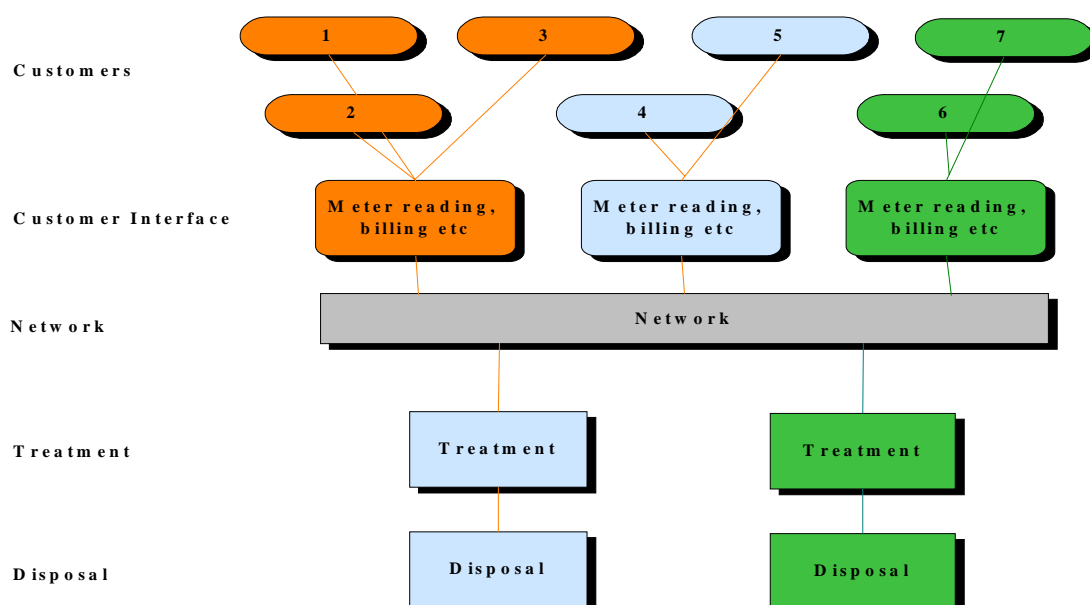 1
3
5
7
Customers
2
4
6
Customer Interface
Meter reading,
billing etc
Meter reading,
billing etc
Meter reading,
billing etc
Network
Network
Treatment
Treatment
Treatment
Disposal
Disposal
Disposal